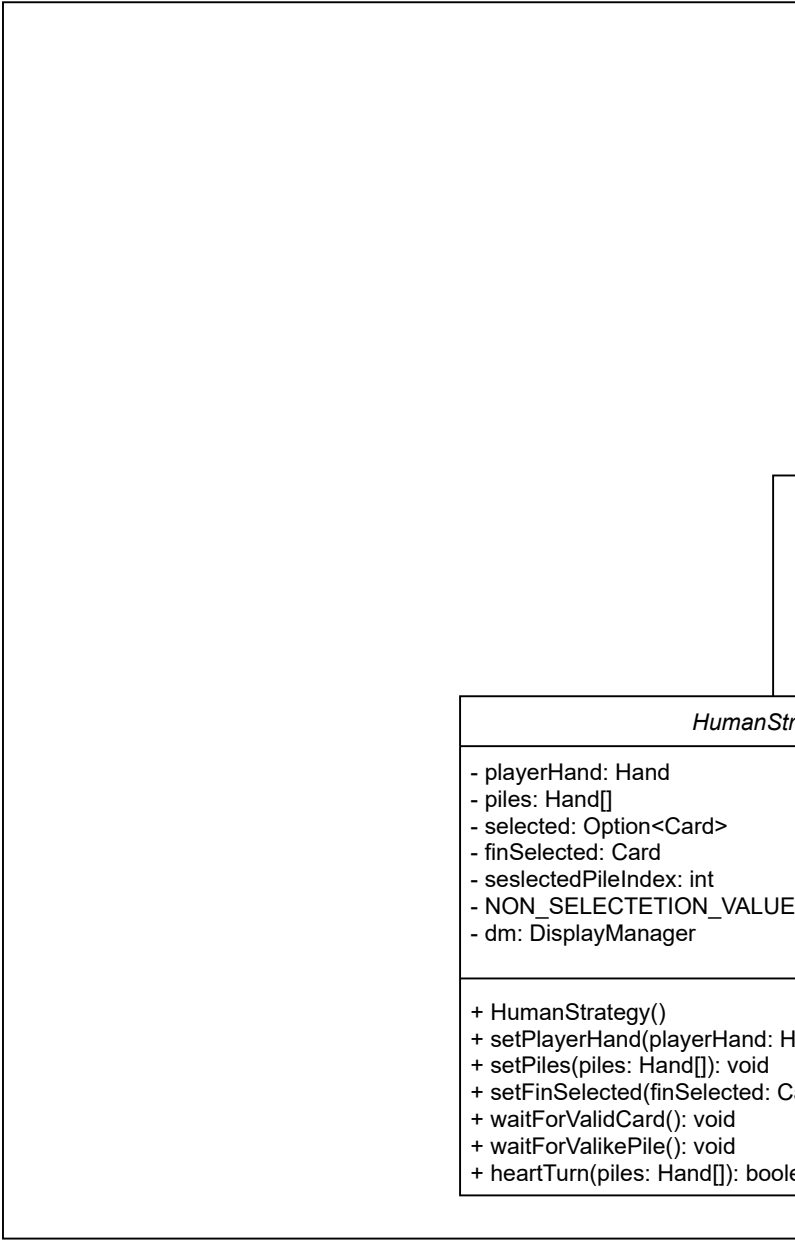 HumanStr
- playerHand: Hand
- piles: Hand[]
- selected: Option<Card>
- finSelected: Card
- seslectedPileIndex: int
- NON_SELECTETION_VALUE
- dm: DisplayManager
+ HumanStrategy()
+ setPlayerHand(playerHand: H
+ setPiles(piles: Hand[]): void
+ setFinSelected(finSelected: Ca
+ waitForValidCard(): void
+ waitForValikePile(): void
+ heartTurn(piles: Hand[]): boole